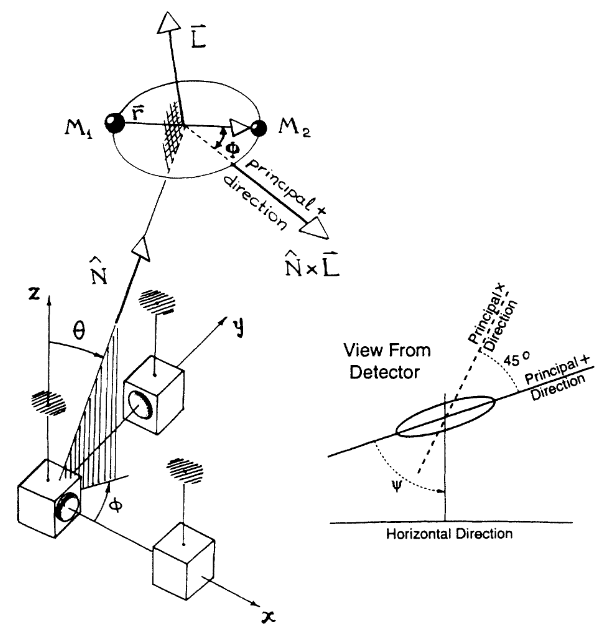 L⃗
M₁
r⃗
M₂
Φ
principal +
direction
N̂
N̂ x L⃗
z
θ
y
ϕ
x
View From
Detector
Principal x
Direction
45°
Principal +
Direction
ψ
Horizontal Direction